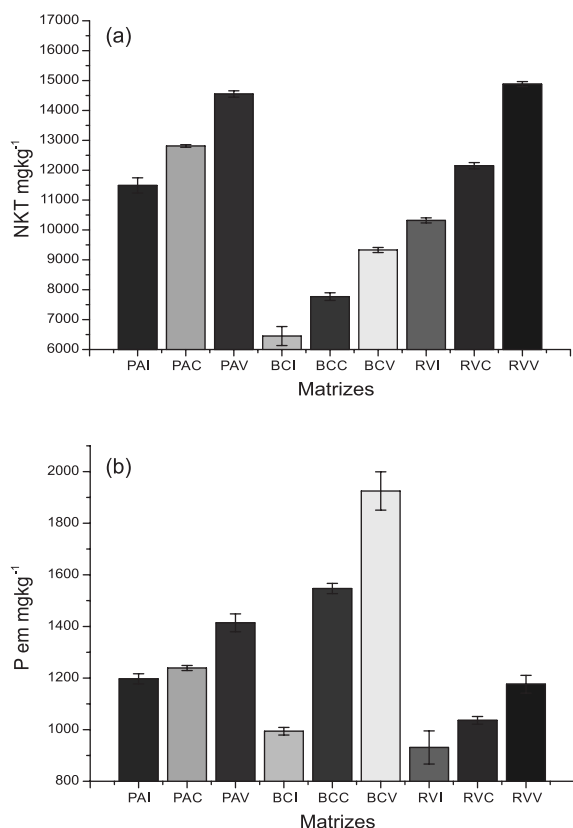 (a)
NKT mgkg⁻¹
17000
16000
15000
14000
13000
12000
11000
10000
9000
8000
7000
6000
PAI PAC PAV BCI BCC BCV RVI RVC RVV
Matrizes
(b)
P em mgkg⁻¹
2000
1800
1600
1400
1200
1000
800
PAI PAC PAV BCI BCC BCV RVI RVC RVV
Matrizes